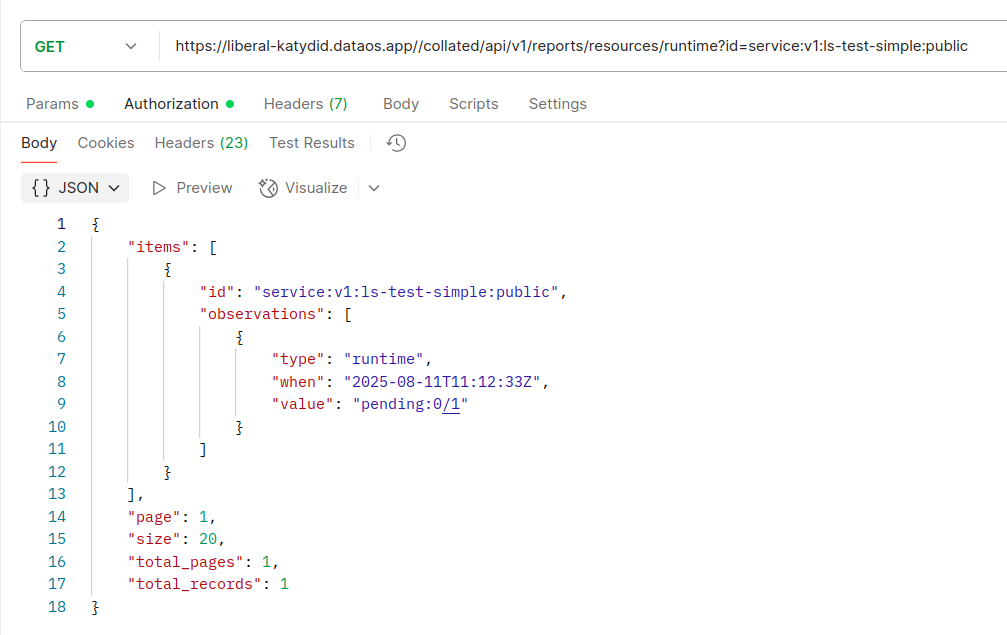 GET https://liberal-katydid.dataos.app//collated/api/v1/reports/resources/runtime?id=service:v1:ls-test-simple:public
Params Authorization Headers (7) Body Scripts Settings
Body Cookies Headers (23) Test Results
{} JSON Preview Visualize
1 {
2 "items": [
3 {
4 "id": "service:v1:ls-test-simple:public",
5 "observations": [
6 {
7 "type": "runtime",
8 "when": "2025-08-11T11:12:33Z",
9 "value": "pending:0/1"
10 }
11 ]
12 }
13 ],
14 "page": 1,
15 "size": 20,
16 "total_pages": 1,
17 "total_records": 1
18 }